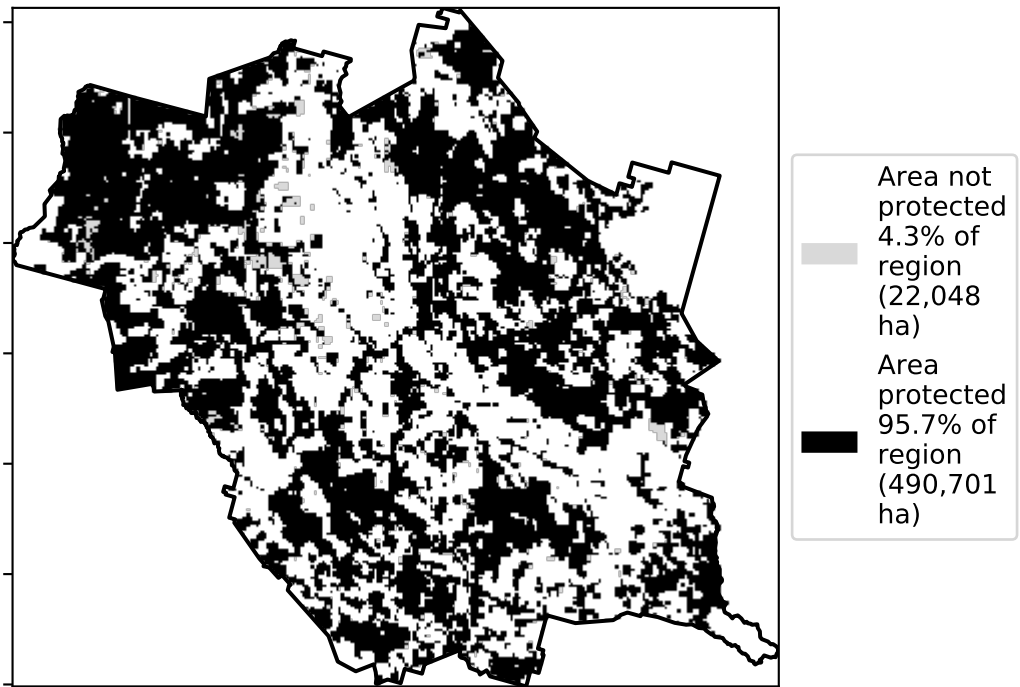 Area not
protected
4.3% of
region
(22,048
ha)
Area
protected
95.7% of
region
(490,701
ha)